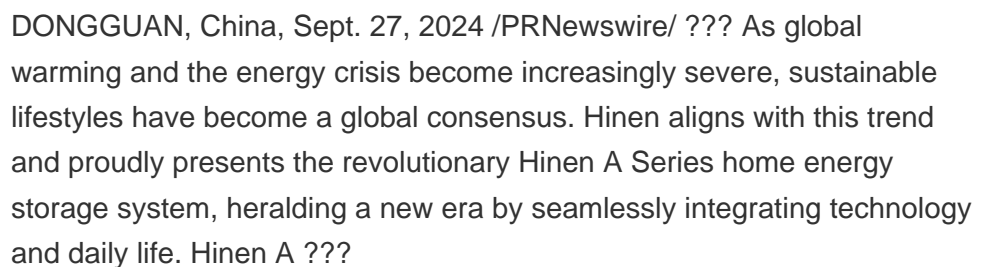 DONGGUAN, China, Sept. 27, 2024 /PRNewswire/ ??? As global
warming and the energy crisis become increasingly severe, sustainable
lifestyles have become a global consensus. Hinen aligns with this trend
and proudly presents the revolutionary Hinen A Series home energy
storage system, heralding a new era by seamlessly integrating technology
and daily life. Hinen A ???